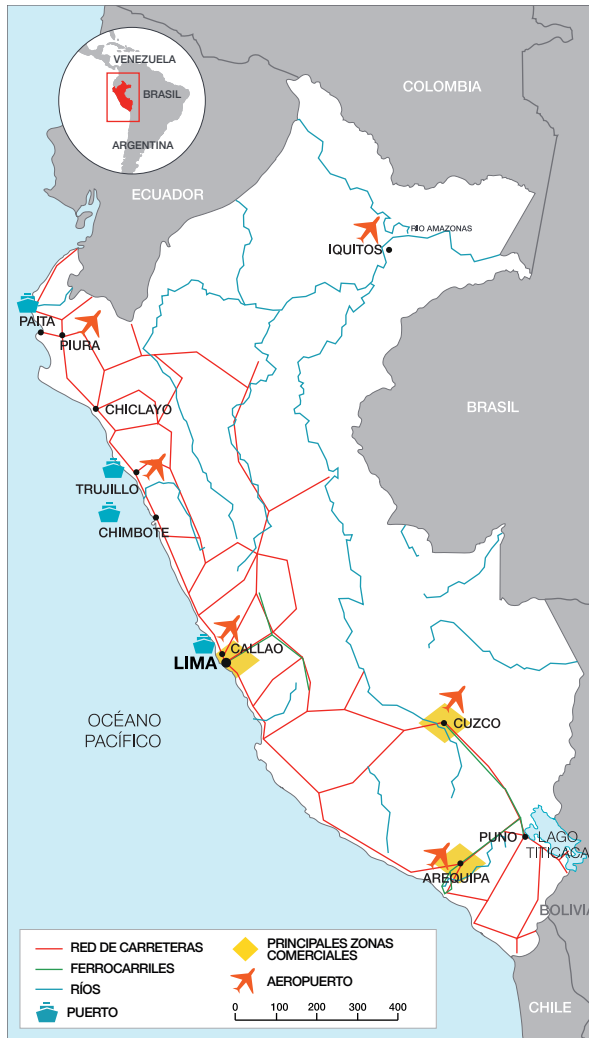 VENEZUELA
BRASIL
ARGENTINA
COLOMBIA
ECUADOR
RÍO AMAZONAS
IQUITOS
PAITA
PIURA
CHICLAYO
BRASIL
TRUJILLO
CHIMBOTE
CALLAO
LIMA
OCÉANO
PACÍFICO
CUZCO
PUNO
LAGO
TITICACA
AREQUIPA
BOLIVIA
CHILE
RED DE CARRETERAS
FERROCARRILES
RÍOS
PUERTO
PRINCIPALES ZONAS
COMERCIALES
AEROPUERTO
0 100 200 300 400